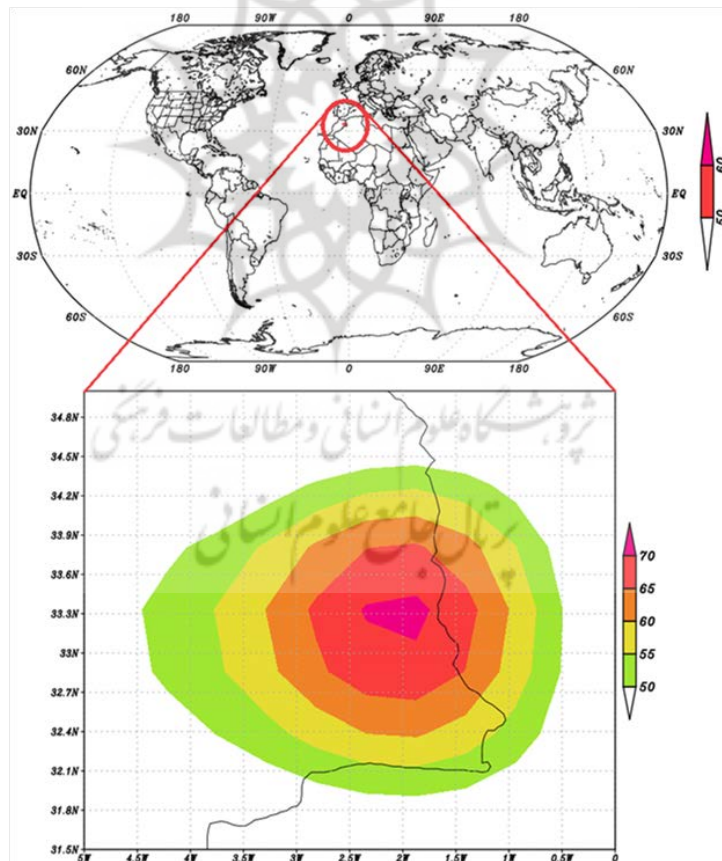 180 90W 0 90E 180
60N 60N
30N 30N
EQ EQ
30S 30S
60S 60S
180 90W 0 90E 180
60
60
34.8N
پژوهشگاه علوم انسانی و مطالعات فرهنگی
34.5N
34.2N
پرتال جامع علوم انسانی
33.9N
33.6N
33.3N
33N
32.7N
32.4N
32.1N
31.8N
31.5N
70
65
60
55
50
5W 4.5W 4W 3.5W 3W 2.5W 2W 1.5W 1W 0.5W 0